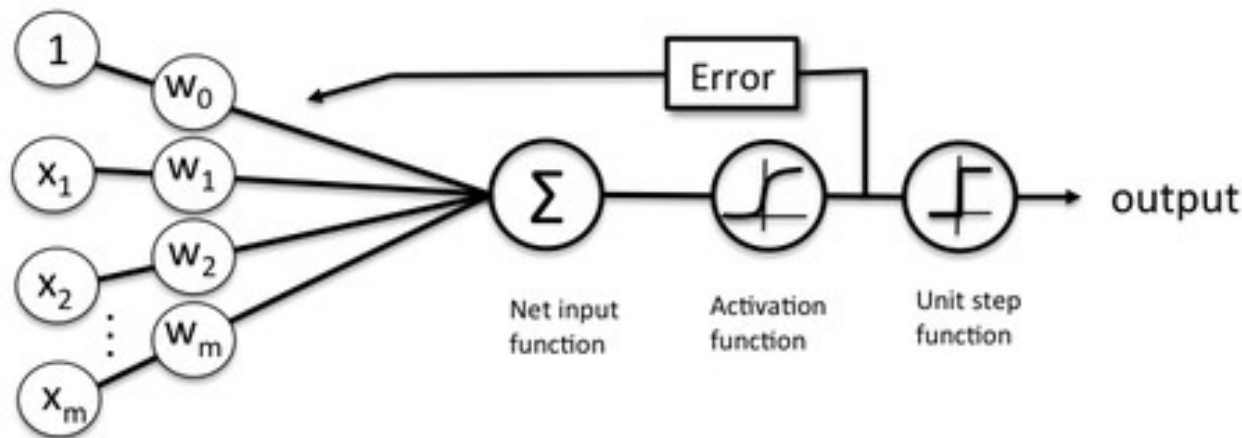 1
w₀
Error
x₁
w₁
Σ
output
x₂
w₂
Net input
function
Activation
function
Unit step
function
⋮
wₘ
xₘ